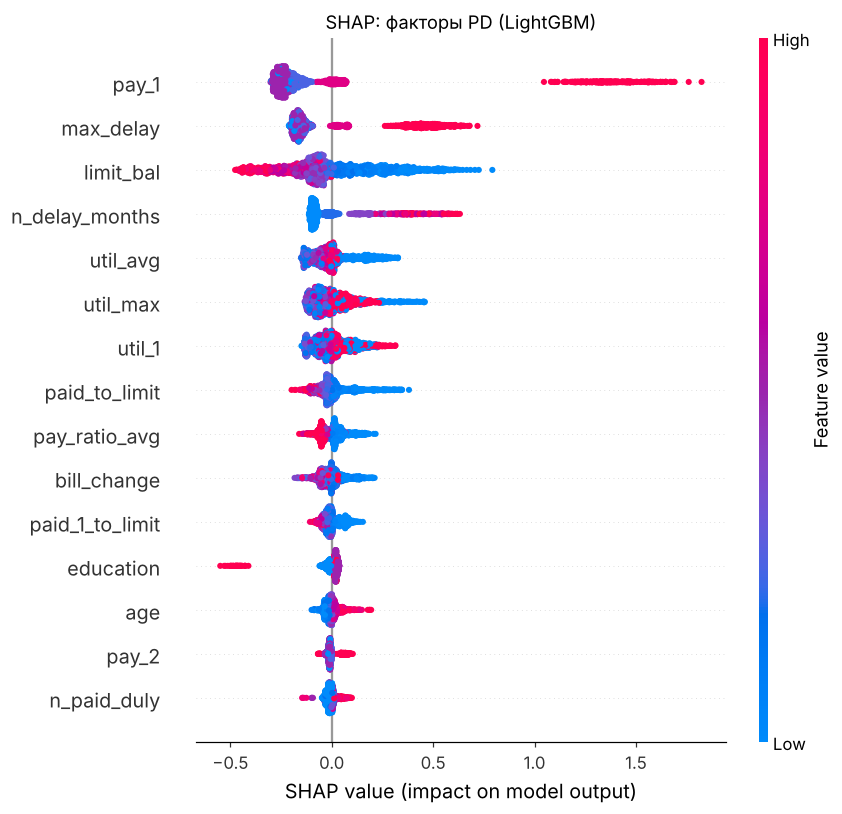 SHAP: факторы PD (LightGBM)
High
pay_1
max_delay
limit_bal
n_delay_months
util_avg
util_max
util_1
paid_to_limit
pay_ratio_avg
bill_change
paid_1_to_limit
education
age
pay_2
n_paid_duly
Feature value
Low
−0.5 0.0 0.5 1.0 1.5
SHAP value (impact on model output)